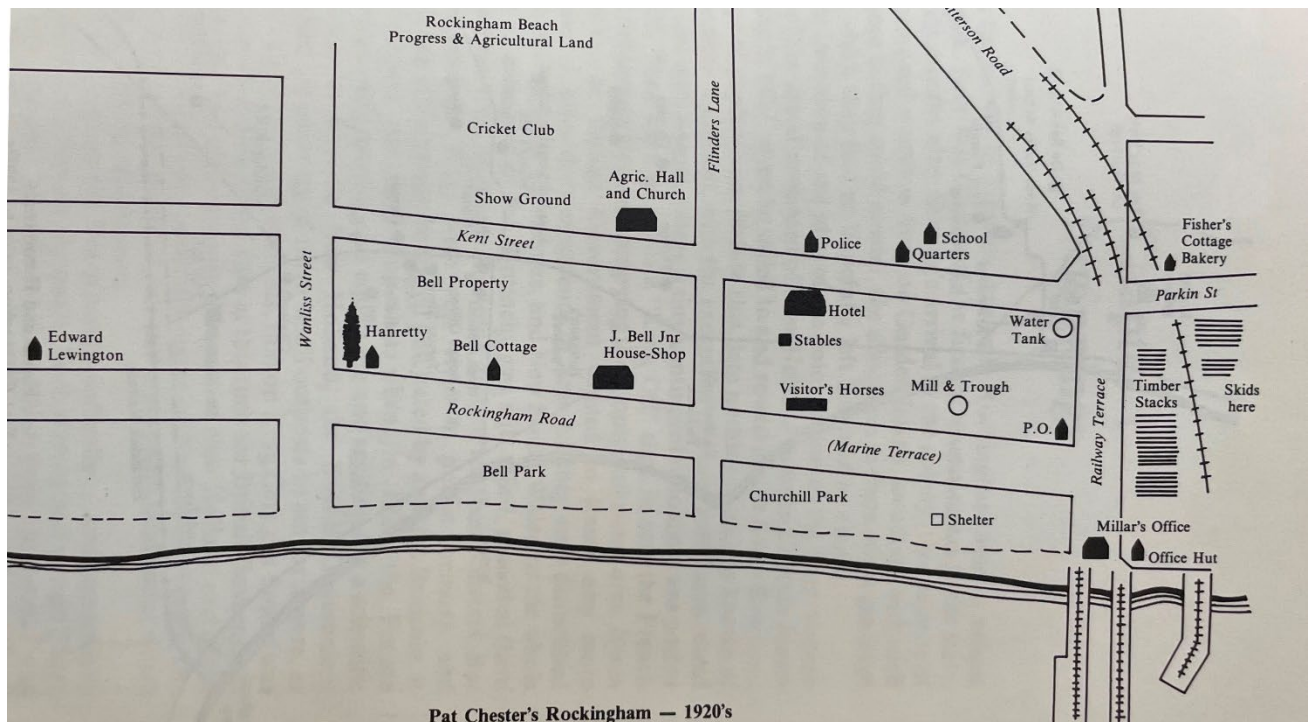 Rockingham Beach
Progress & Agricultural Land
Cricket Club
Show Ground
Agric. Hall
and Church
Flinders Lane
tterson Road
Kent Street
Police
School
Quarters
Fisher's
Cottage
Bakery
Parkin St
Wanliss Street
Bell Property
Edward
Lewington
Hanretty
Bell Cottage
J. Bell Jnr
House-Shop
Hotel
Stables
Water
Tank
Visitor's Horses
Mill & Trough
P.O.
Timber
Stacks
Skids
here
Railway Terrace
Rockingham Road
(Marine Terrace)
Bell Park
Churchill Park
Shelter
Millar's Office
Office Hut
Pat Chester's Rockingham — 1920's